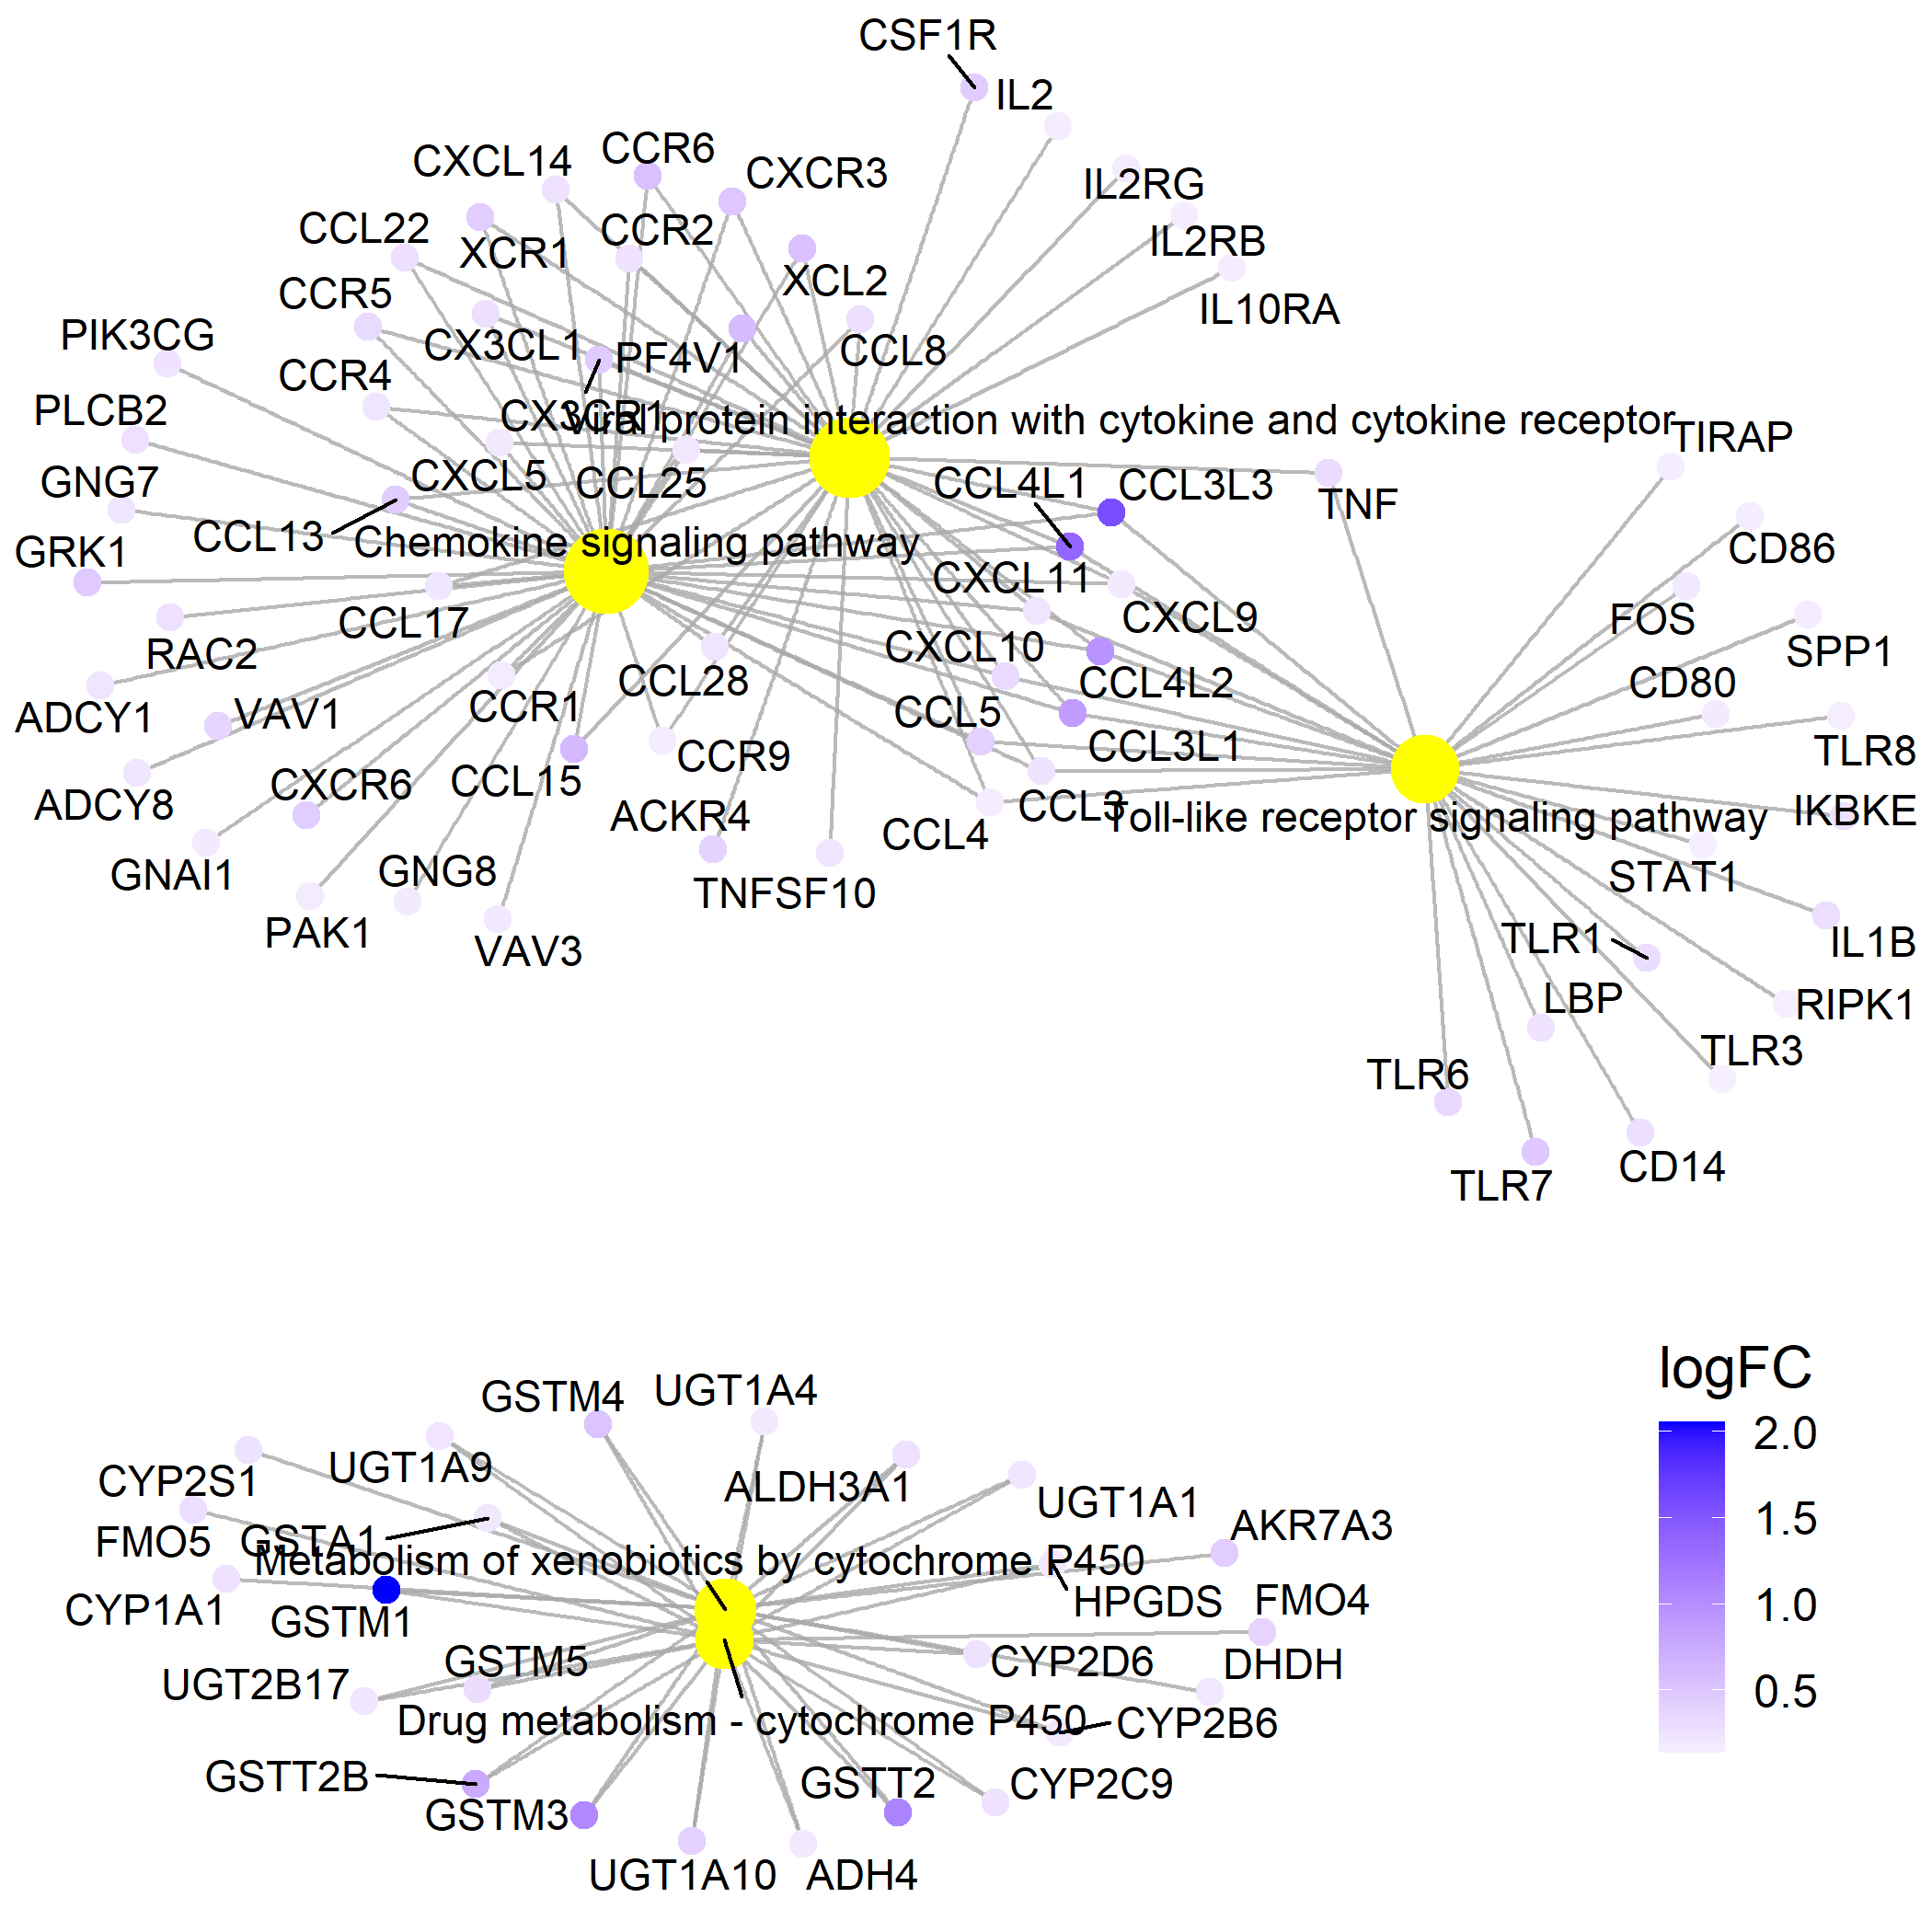 CSF1R
IL2
CCR6
CXCL14
CXCR3
IL2RG
CCL22
CCR2
XCR1
IL2RB
XCL2
CCR5
IL10RA
PIK3CG
CX3CL1
PF4V1
CCL8
CCR4
PLCB2
CX3CR1
Viral protein interaction with cytokine and cytokine receptor
TIRAP
GNG7
CXCL5
CCL25
CCL4L1
CCL3L3
TNF
CCL13
Chemokine signaling pathway
CD86
GRK1
CXCL11
CCL17
CXCL9
FOS
RAC2
CXCL10
SPP1
CCL28
CCL4L2
CD80
ADCY1
VAV1
CCR1
CCL5
CCR9
CCL3L1
TLR8
CXCR6
CCL15
ADCY8
ACKR4
CCL4
CCL3
Toll-like receptor signaling pathway
IKBKE
GNAI1
GNG8
STAT1
TNFSF10
PAK1
VAV3
TLR1
IL1B
LBP
RIPK1
TLR3
TLR6
TLR7
CD14
logFC
2.0
1.5
1.0
0.5
GSTM4
UGT1A4
CYP2S1
UGT1A9
ALDH3A1
UGT1A1
AKR7A3
FMO5
GSTA1
Metabolism of xenobiotics by cytochrome P450
HPGDS
FMO4
CYP1A1
GSTM1
GSTM5
CYP2D6
DHDH
UGT2B17
Drug metabolism - cytochrome P450
CYP2B6
GSTT2B
GSTM3
GSTT2
CYP2C9
UGT1A10
ADH4